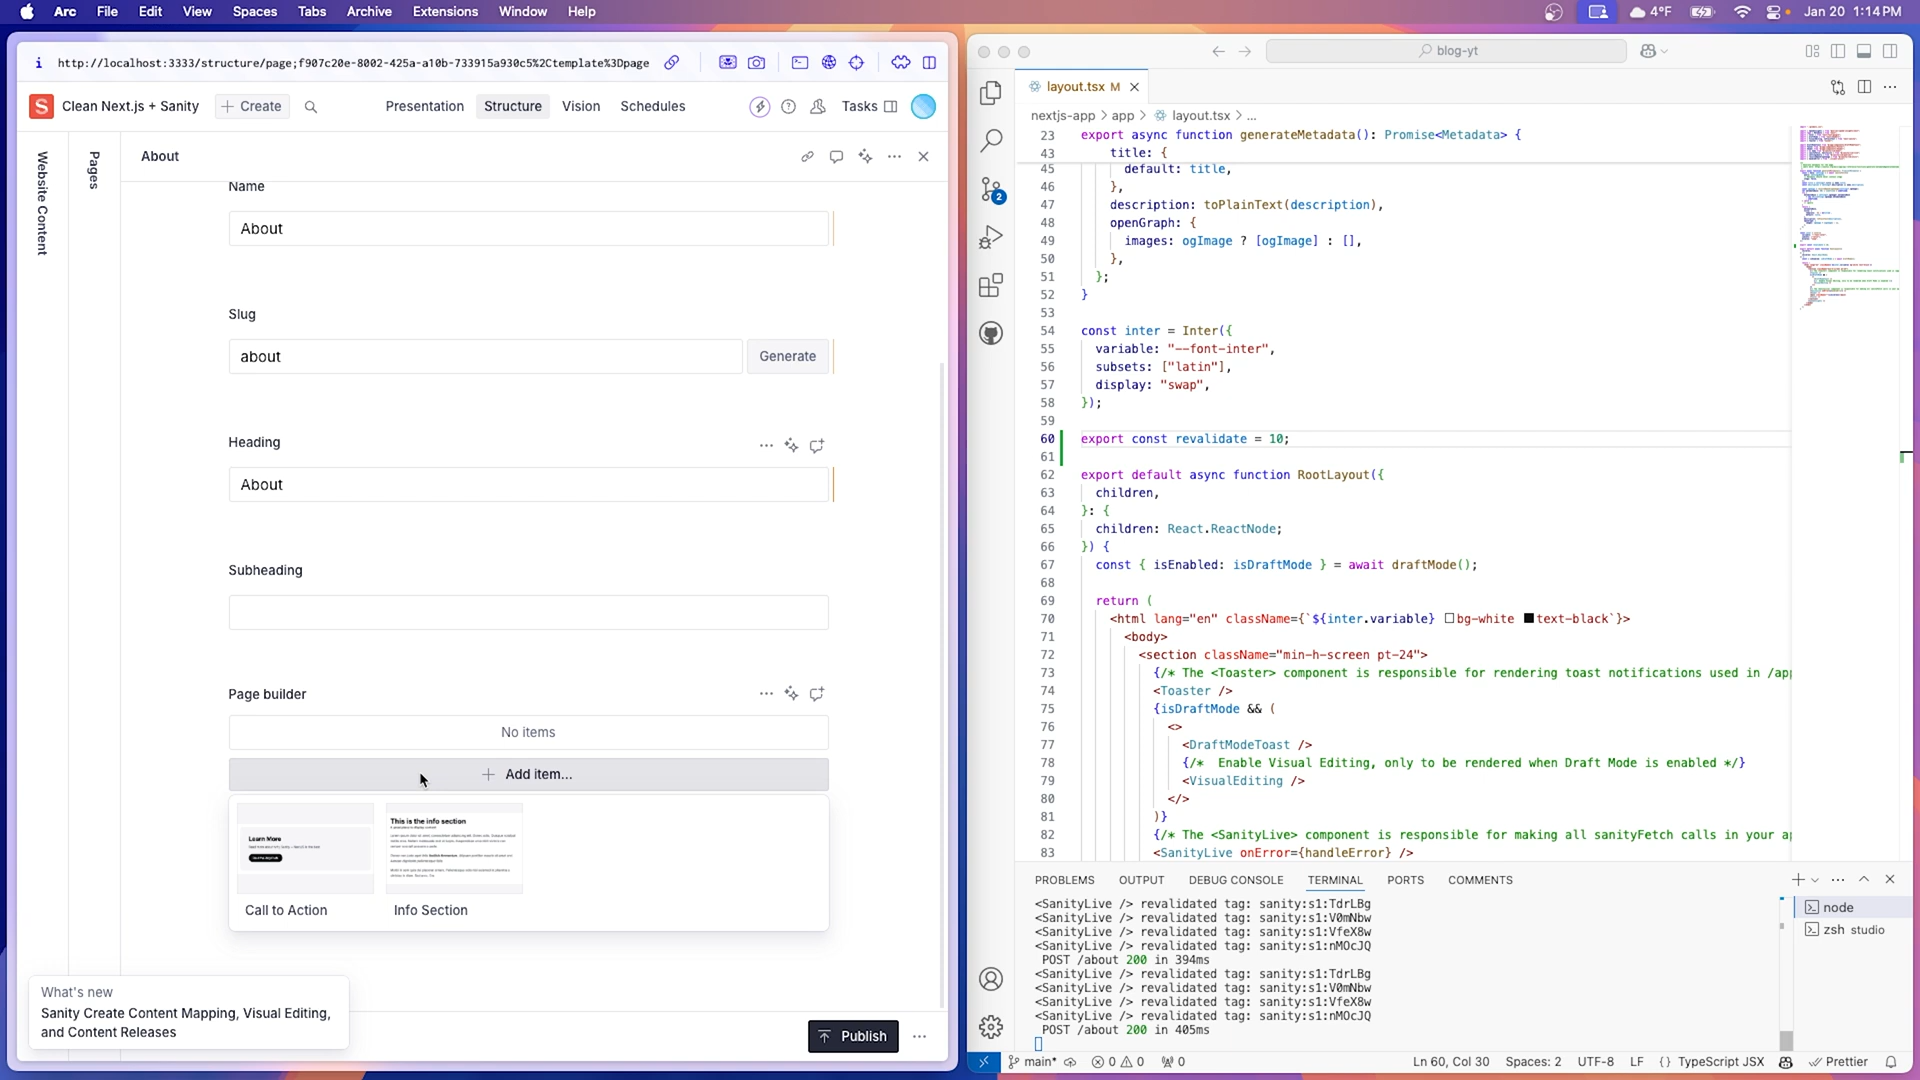 Arc File Edit View Spaces Tabs Archive Extensions Window Help
4°F Jan 20 1:14 PM
http://localhost:3333/structure/page;f907c20e-8002-425a-a10b-733915a930c5%2Ctemplate%3Dpage
S Clean Next.js + Sanity + Create Presentation Structure Vision Schedules Tasks
Website Content
Pages
About
Name
About
Slug
about Generate
Heading
About
Subheading
Page builder
No items
+ Add item...
Learn More
This is the info section
Call to Action Info Section
What's new
Sanity Create Content Mapping, Visual Editing,
and Content Releases
Publish
blog-yt
layout.tsx M
nextjs-app > app > layout.tsx > ...
23 export async function generateMetadata(): Promise<Metadata> {
43 title: {
45 default: title,
46 },
47 description: toPlainText(description),
48 openGraph: {
49 images: ogImage ? [ogImage] : [],
50 },
51 };
52 }
53
54 const inter = Inter({
55 variable: "--font-inter",
56 subsets: ["latin"],
57 display: "swap",
58 });
59
60 export const revalidate = 10;
61
62 export default async function RootLayout({
63 children,
64 }: {
65 children: React.ReactNode;
66 }) {
67 const { isEnabled: isDraftMode } = await draftMode();
68
69 return (
70 <html lang="en" className={`${inter.variable} bg-white text-black`}>
71 <body>
72 <section className="min-h-screen pt-24">
73 {/* The <Toaster> component is responsible for rendering toast notifications used in /app
74 <Toaster />
75 {isDraftMode && (
76 <>
77 <DraftModeToast />
78 {/* Enable Visual Editing, only to be rendered when Draft Mode is enabled */}
79 <VisualEditing />
80 </>
81 )}
82 {/* The <SanityLive> component is responsible for making all sanityFetch calls in your a
83 <SanityLive onError={handleError} />
2
PROBLEMS OUTPUT DEBUG CONSOLE TERMINAL PORTS COMMENTS
<SanityLive /> revalidated tag: sanity:s1:TdrLBg
<SanityLive /> revalidated tag: sanity:s1:V0mNbw
<SanityLive /> revalidated tag: sanity:s1:VfeX8w
<SanityLive /> revalidated tag: sanity:s1:nMOcJQ
POST /about 200 in 394ms
<SanityLive /> revalidated tag: sanity:s1:TdrLBg
<SanityLive /> revalidated tag: sanity:s1:V0mNbw
<SanityLive /> revalidated tag: sanity:s1:VfeX8w
<SanityLive /> revalidated tag: sanity:s1:nMOcJQ
POST /about 200 in 405ms
node
zsh studio
main* 0 0 0 Ln 60, Col 30 Spaces: 2 UTF-8 LF {} TypeScript JSX Prettier